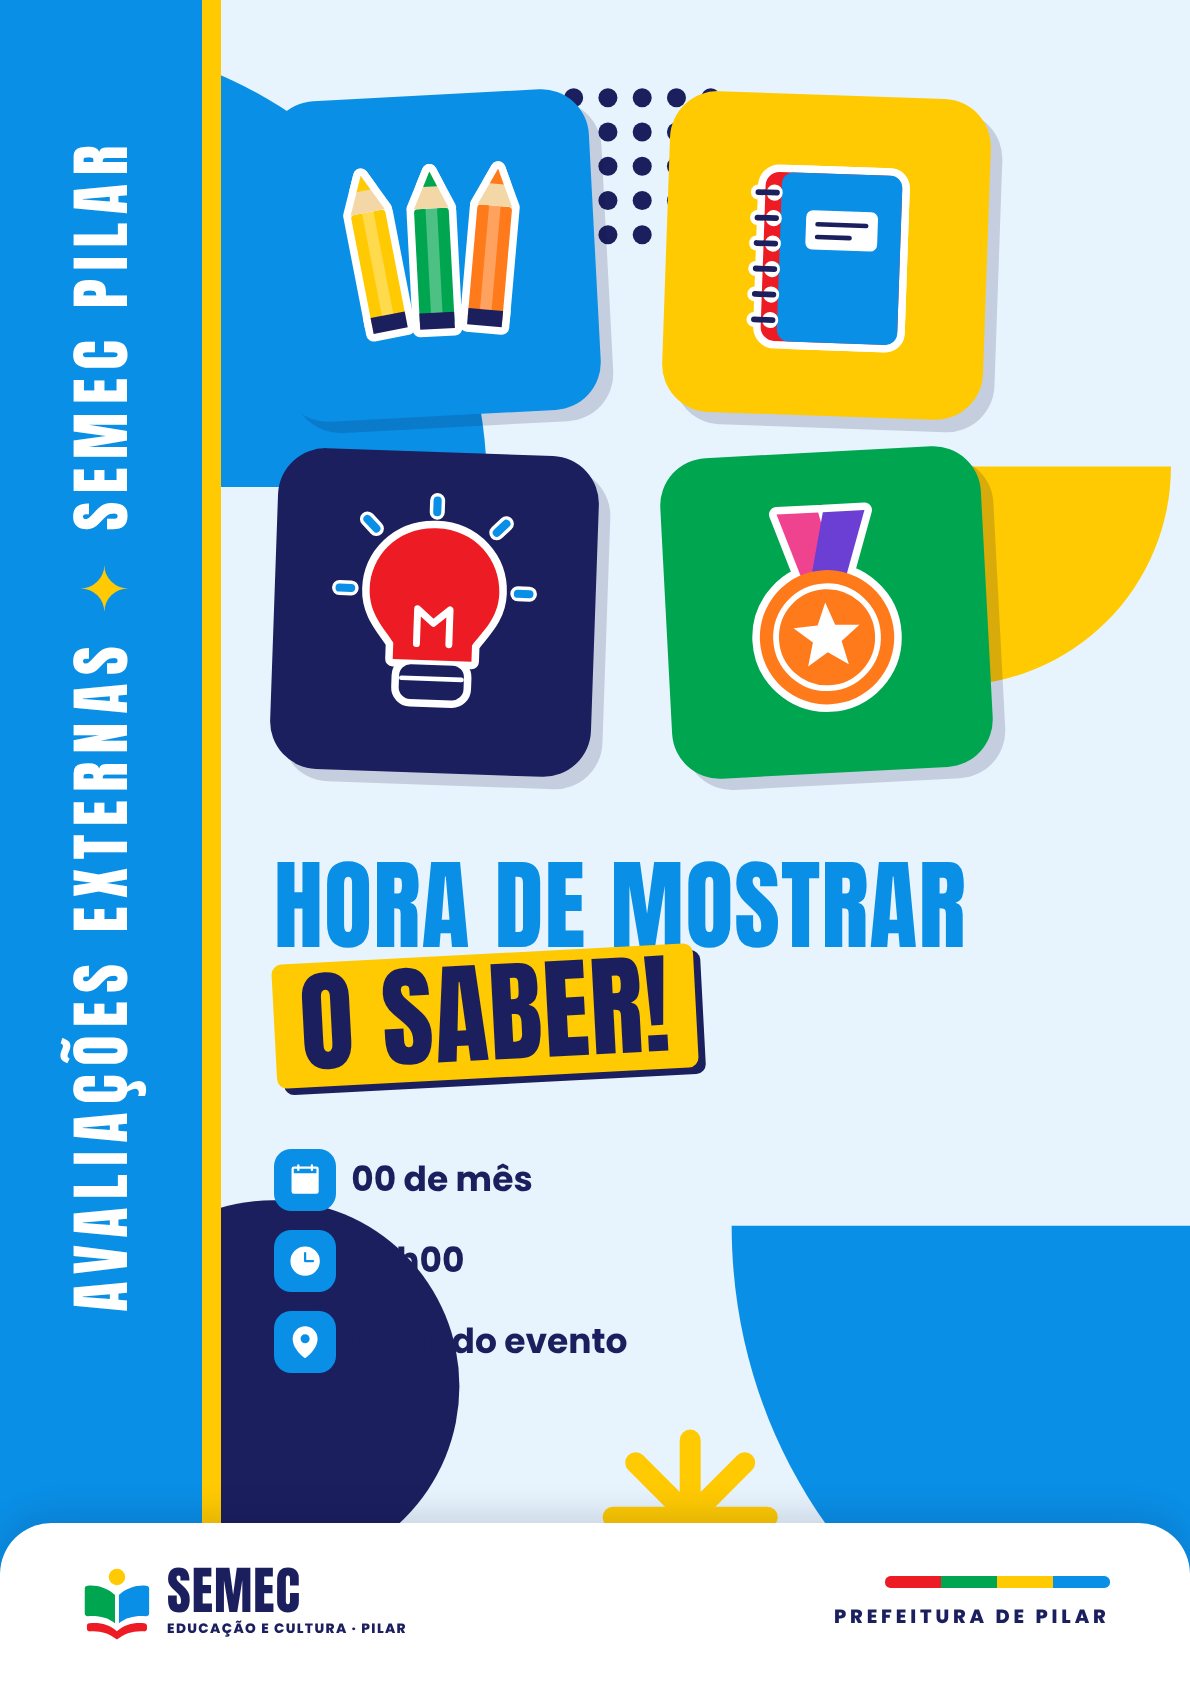 AVALIAÇÕES EXTERNAS ✦ SEMEC PILAR
M
HORA DE MOSTRAR
O SABER!
00 de mês
h00
do evento
SEMEC
EDUCAÇÃO E CULTURA · PILAR
PREFEITURA DE PILAR